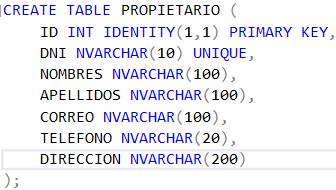 CREATE TABLE PROPIETARIO (
    ID INT IDENTITY(1,1) PRIMARY KEY,
    DNI NVARCHAR(10) UNIQUE,
    NOMBRES NVARCHAR(100),
    APELLIDOS NVARCHAR(100),
    CORREO NVARCHAR(100),
    TELEFONO NVARCHAR(20),
    DIRECCION NVARCHAR(200)
);